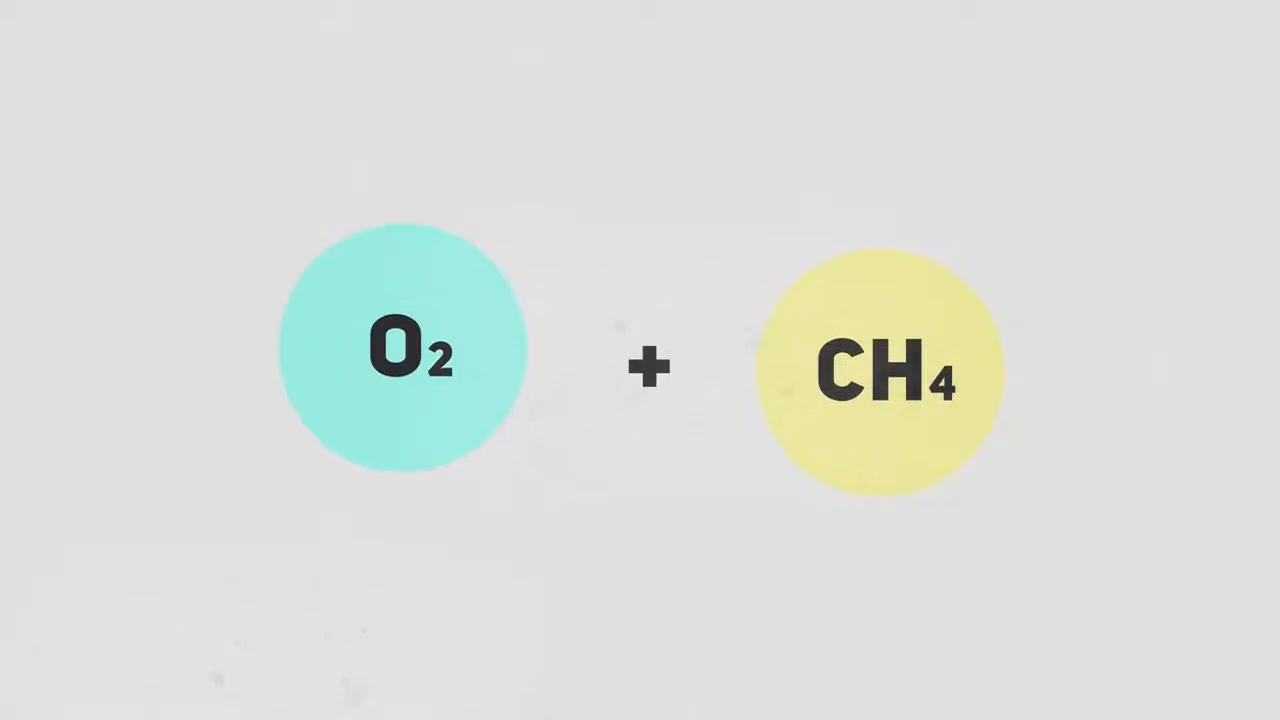 O₂ + CH₄